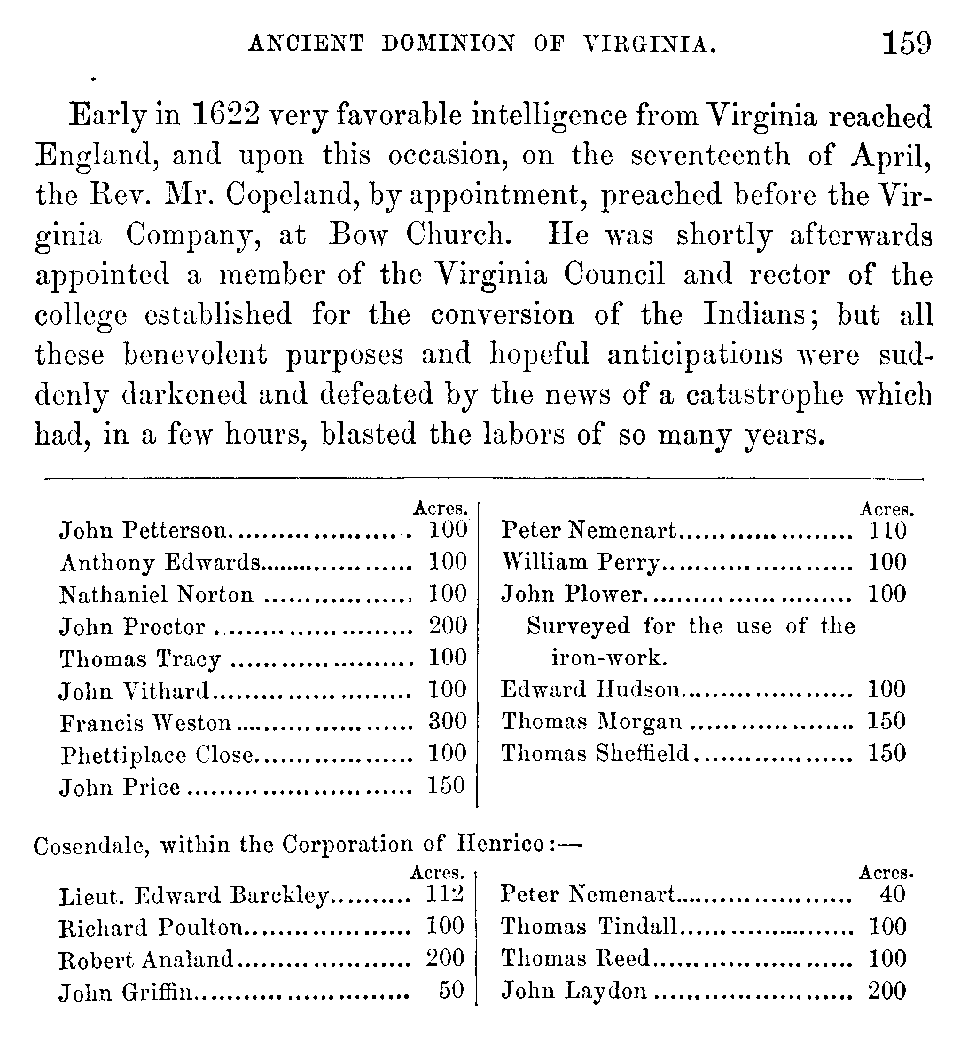 ANCIENT DOMINION OF VIRGINIA. 159
Early in 1622 very favorable intelligence from Virginia reached
England, and upon this occasion, on the seventeenth of April,
the Rev. Mr. Copeland, by appointment, preached before the Vir-
ginia Company, at Bow Church. He was shortly afterwards
appointed a member of the Virginia Council and rector of the
college established for the conversion of the Indians; but all
these benevolent purposes and hopeful anticipations were sud-
denly darkened and defeated by the news of a catastrophe which
had, in a few hours, blasted the labors of so many years.
Acres.
John Petterson...................... 100
Anthony Edwards................... 100
Nathaniel Norton .................. 100
John Proctor ........................ 200
Thomas Tracy ...................... 100
John Vithard........................ 100
Francis Weston ..................... 300
Phettiplace Close................... 100
John Price ........................... 150
Acres.
Peter Nemenart..................... 110
William Perry....................... 100
John Plower......................... 100
Surveyed for the use of the
iron-work.
Edward Hudson..................... 100
Thomas Morgan .................... 150
Thomas Sheffield................... 150
Cosendale, within the Corporation of Henrico:—
Acres.
Lieut. Edward Barckley.......... 112
Richard Poulton.................... 100
Robert Analand..................... 200
John Griffin.......................... 50
Acres.
Peter Nemenart..................... 40
Thomas Tindall..................... 100
Thomas Reed........................ 100
John Laydon ........................ 200